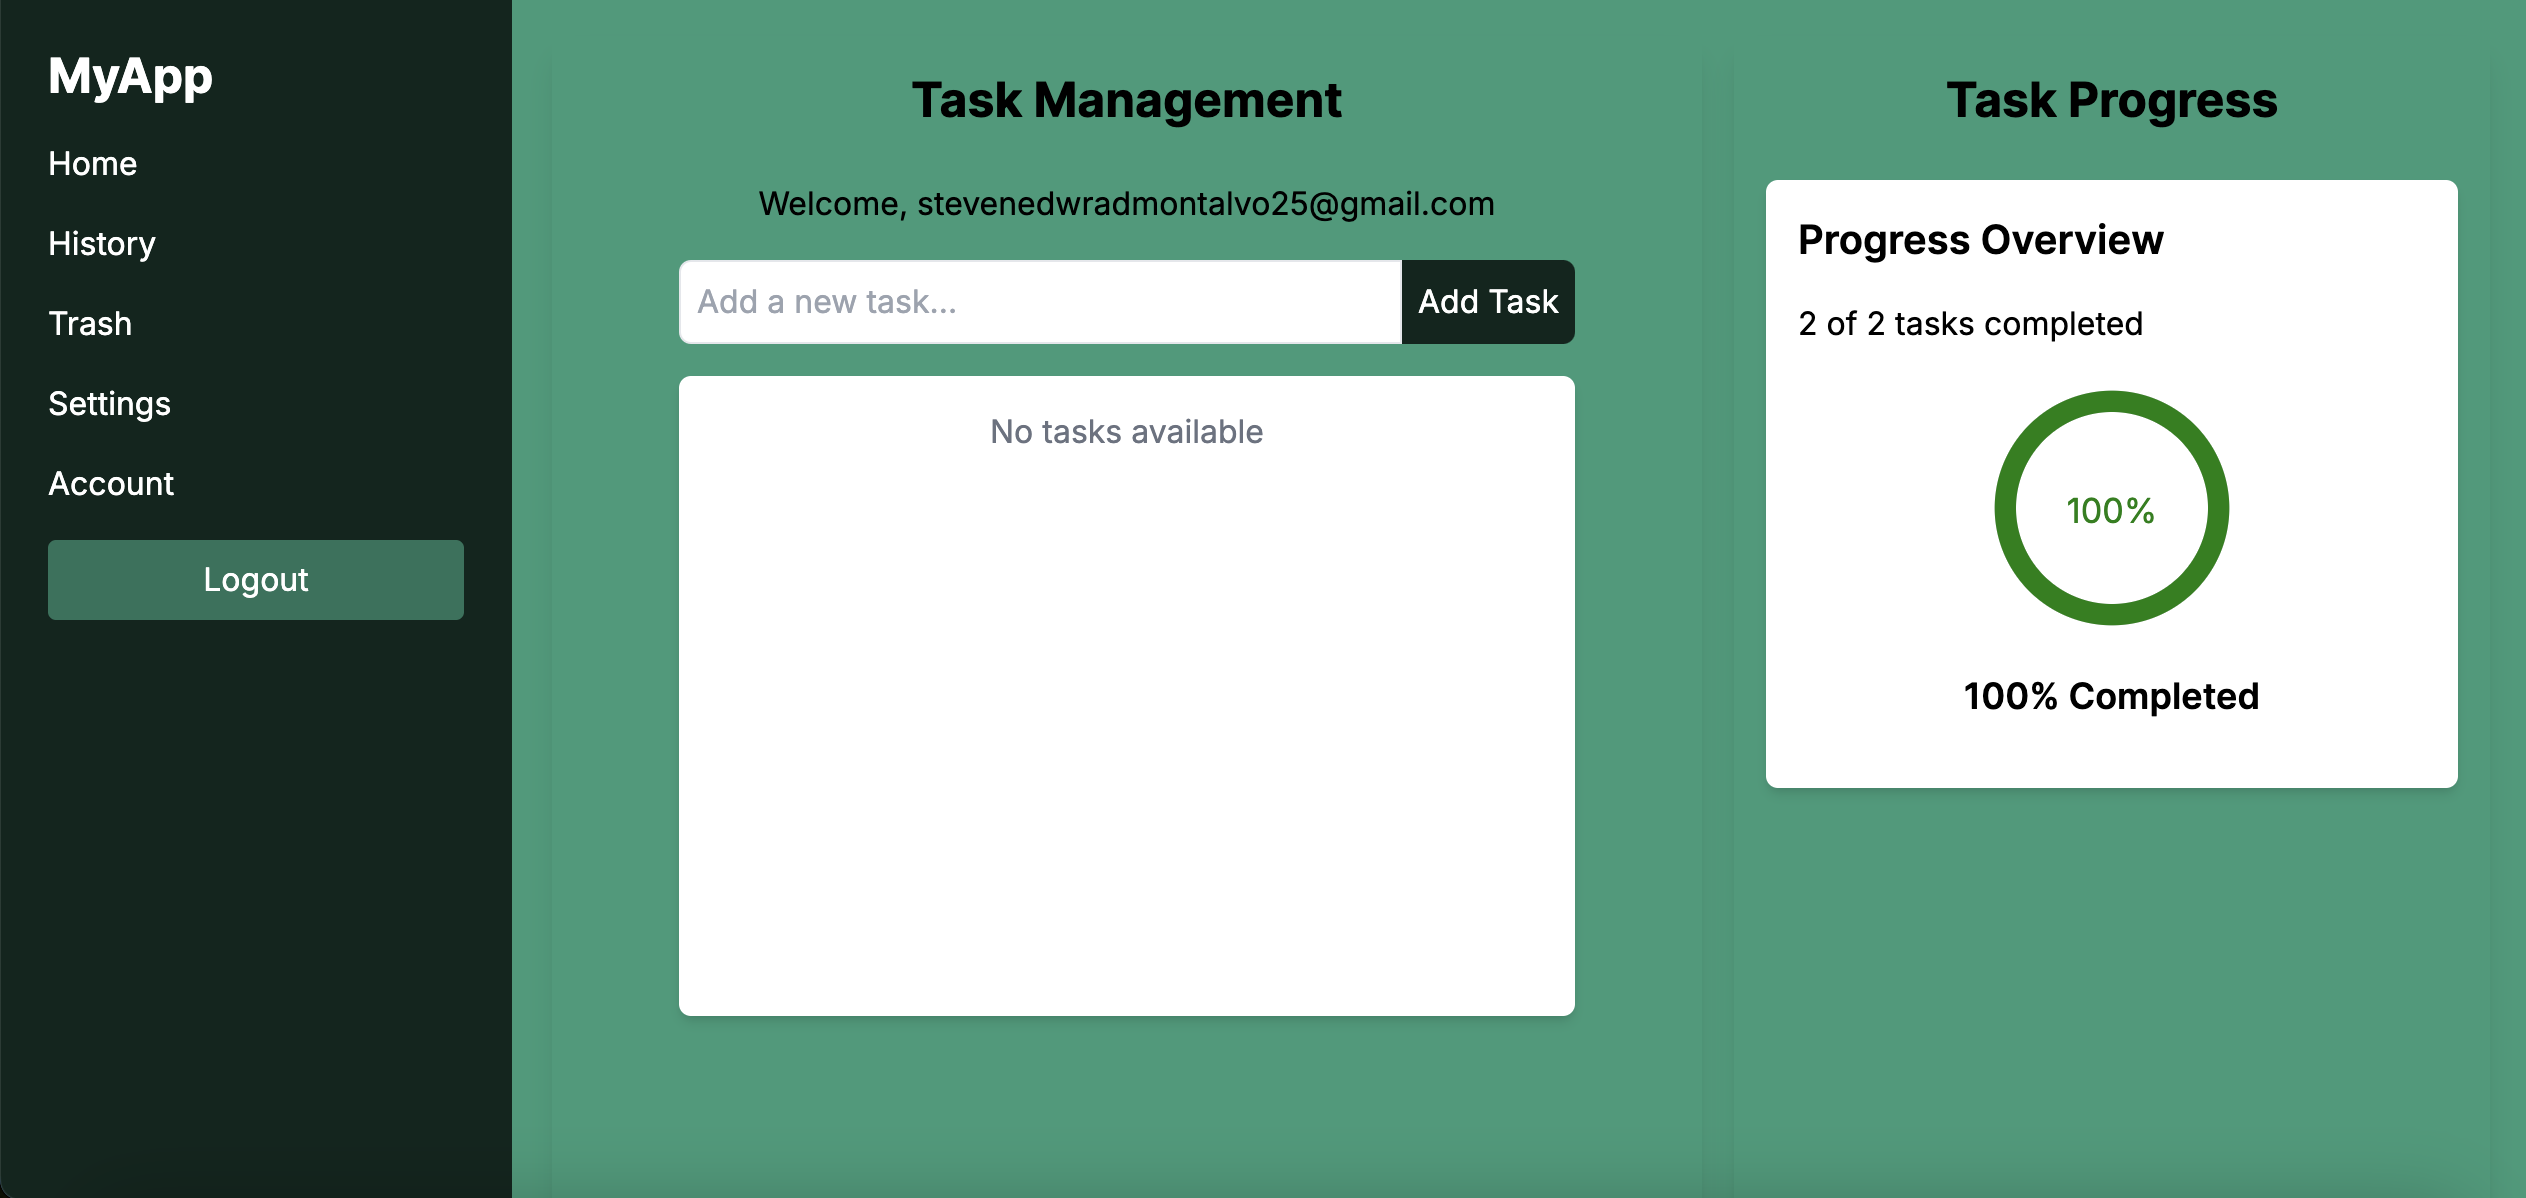 MyApp
Home
History
Trash
Settings
Account
Logout
Task Management
Welcome, stevenedwradmontalvo25@gmail.com
Add a new task...
Add Task
No tasks available
Task Progress
Progress Overview
2 of 2 tasks completed
100%
100% Completed